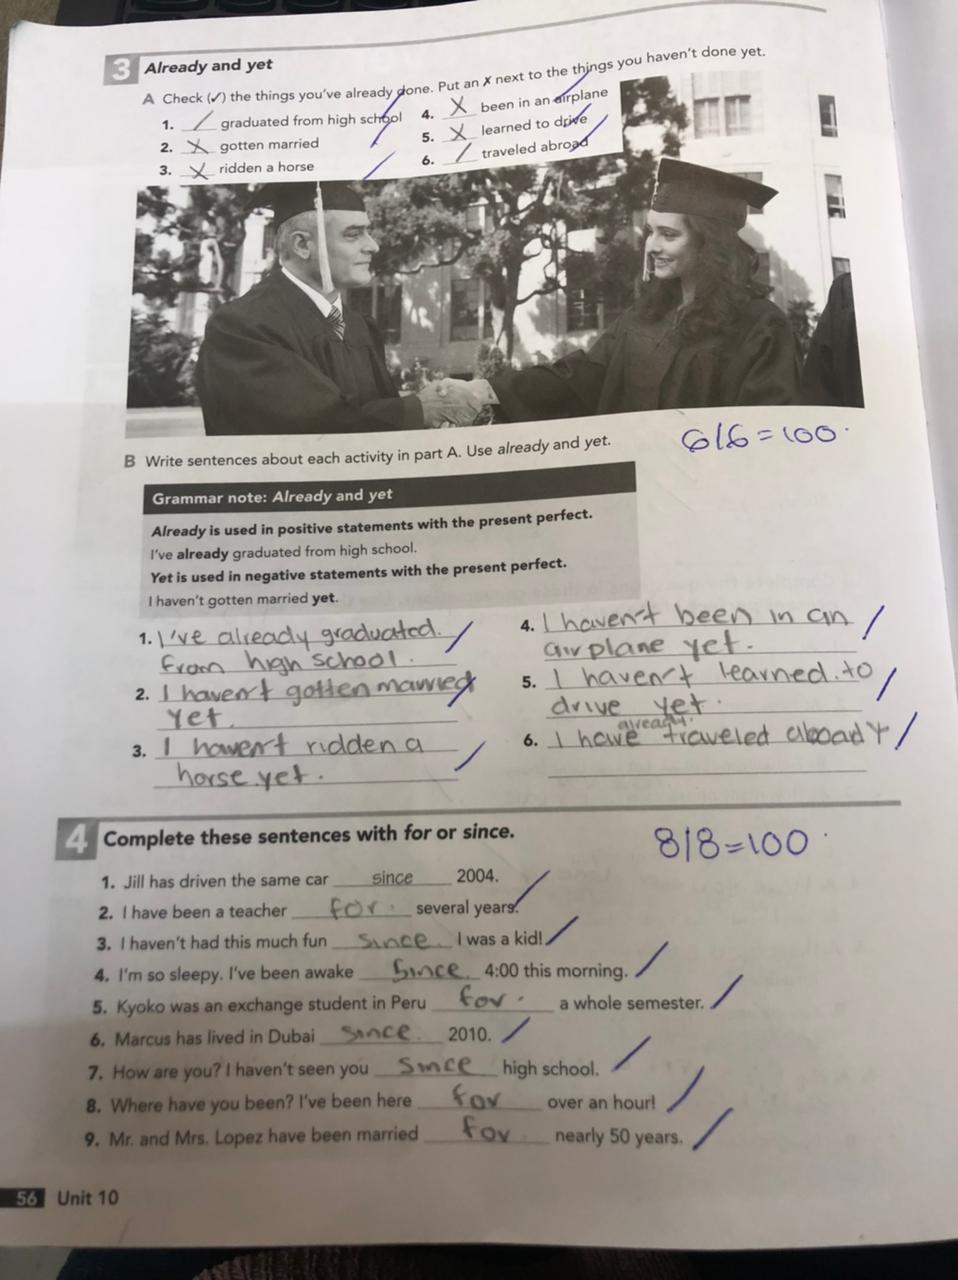 3 Already and yet
A Check (✓) the things you've already done. Put an ✗ next to the things you haven't done yet.
1. ✓ graduated from high school
2. X gotten married
3. X ridden a horse
4. X been in an airplane
5. X learned to drive
6. ✓ traveled abroad
6/6=100
B Write sentences about each activity in part A. Use already and yet.
Grammar note: Already and yet
Already is used in positive statements with the present perfect.
I've already graduated from high school.
Yet is used in negative statements with the present perfect.
I haven't gotten married yet.
1. I've already graduated.
from high school.
2. I haven't gotten married
yet.
3. I haven't ridden a
horse yet.
4. I haven't been in an
airplane yet.
5. I haven't learned.to
drive yet.
already.
6. I have traveled aboard
4 Complete these sentences with for or since.
8/8=100
1. Jill has driven the same car since 2004.
2. I have been a teacher for. several years.
3. I haven't had this much fun since. I was a kid!
4. I'm so sleepy. I've been awake Since. 4:00 this morning.
5. Kyoko was an exchange student in Peru for. a whole semester.
6. Marcus has lived in Dubai since. 2010.
7. How are you? I haven't seen you since high school.
8. Where have you been? I've been here for over an hour!
9. Mr. and Mrs. Lopez have been married for. nearly 50 years.
56 Unit 10